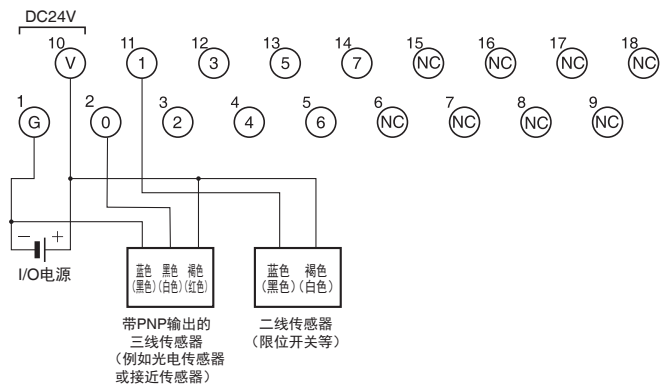 DC24V
10 11 12 13 14 15 16 17 18
V 1 3 5 7 NC NC NC NC
1 2 3 4 5 6 7 8 9
G 0 2 4 6 NC NC NC NC
− +
I/O电源
蓝色 黑色 褐色
(黑色) (白色) (红色)
蓝色 褐色
(黑色) (白色)
带PNP输出的
三线传感器
(例如光电传感器
或接近传感器)
二线传感器
(限位开关等)